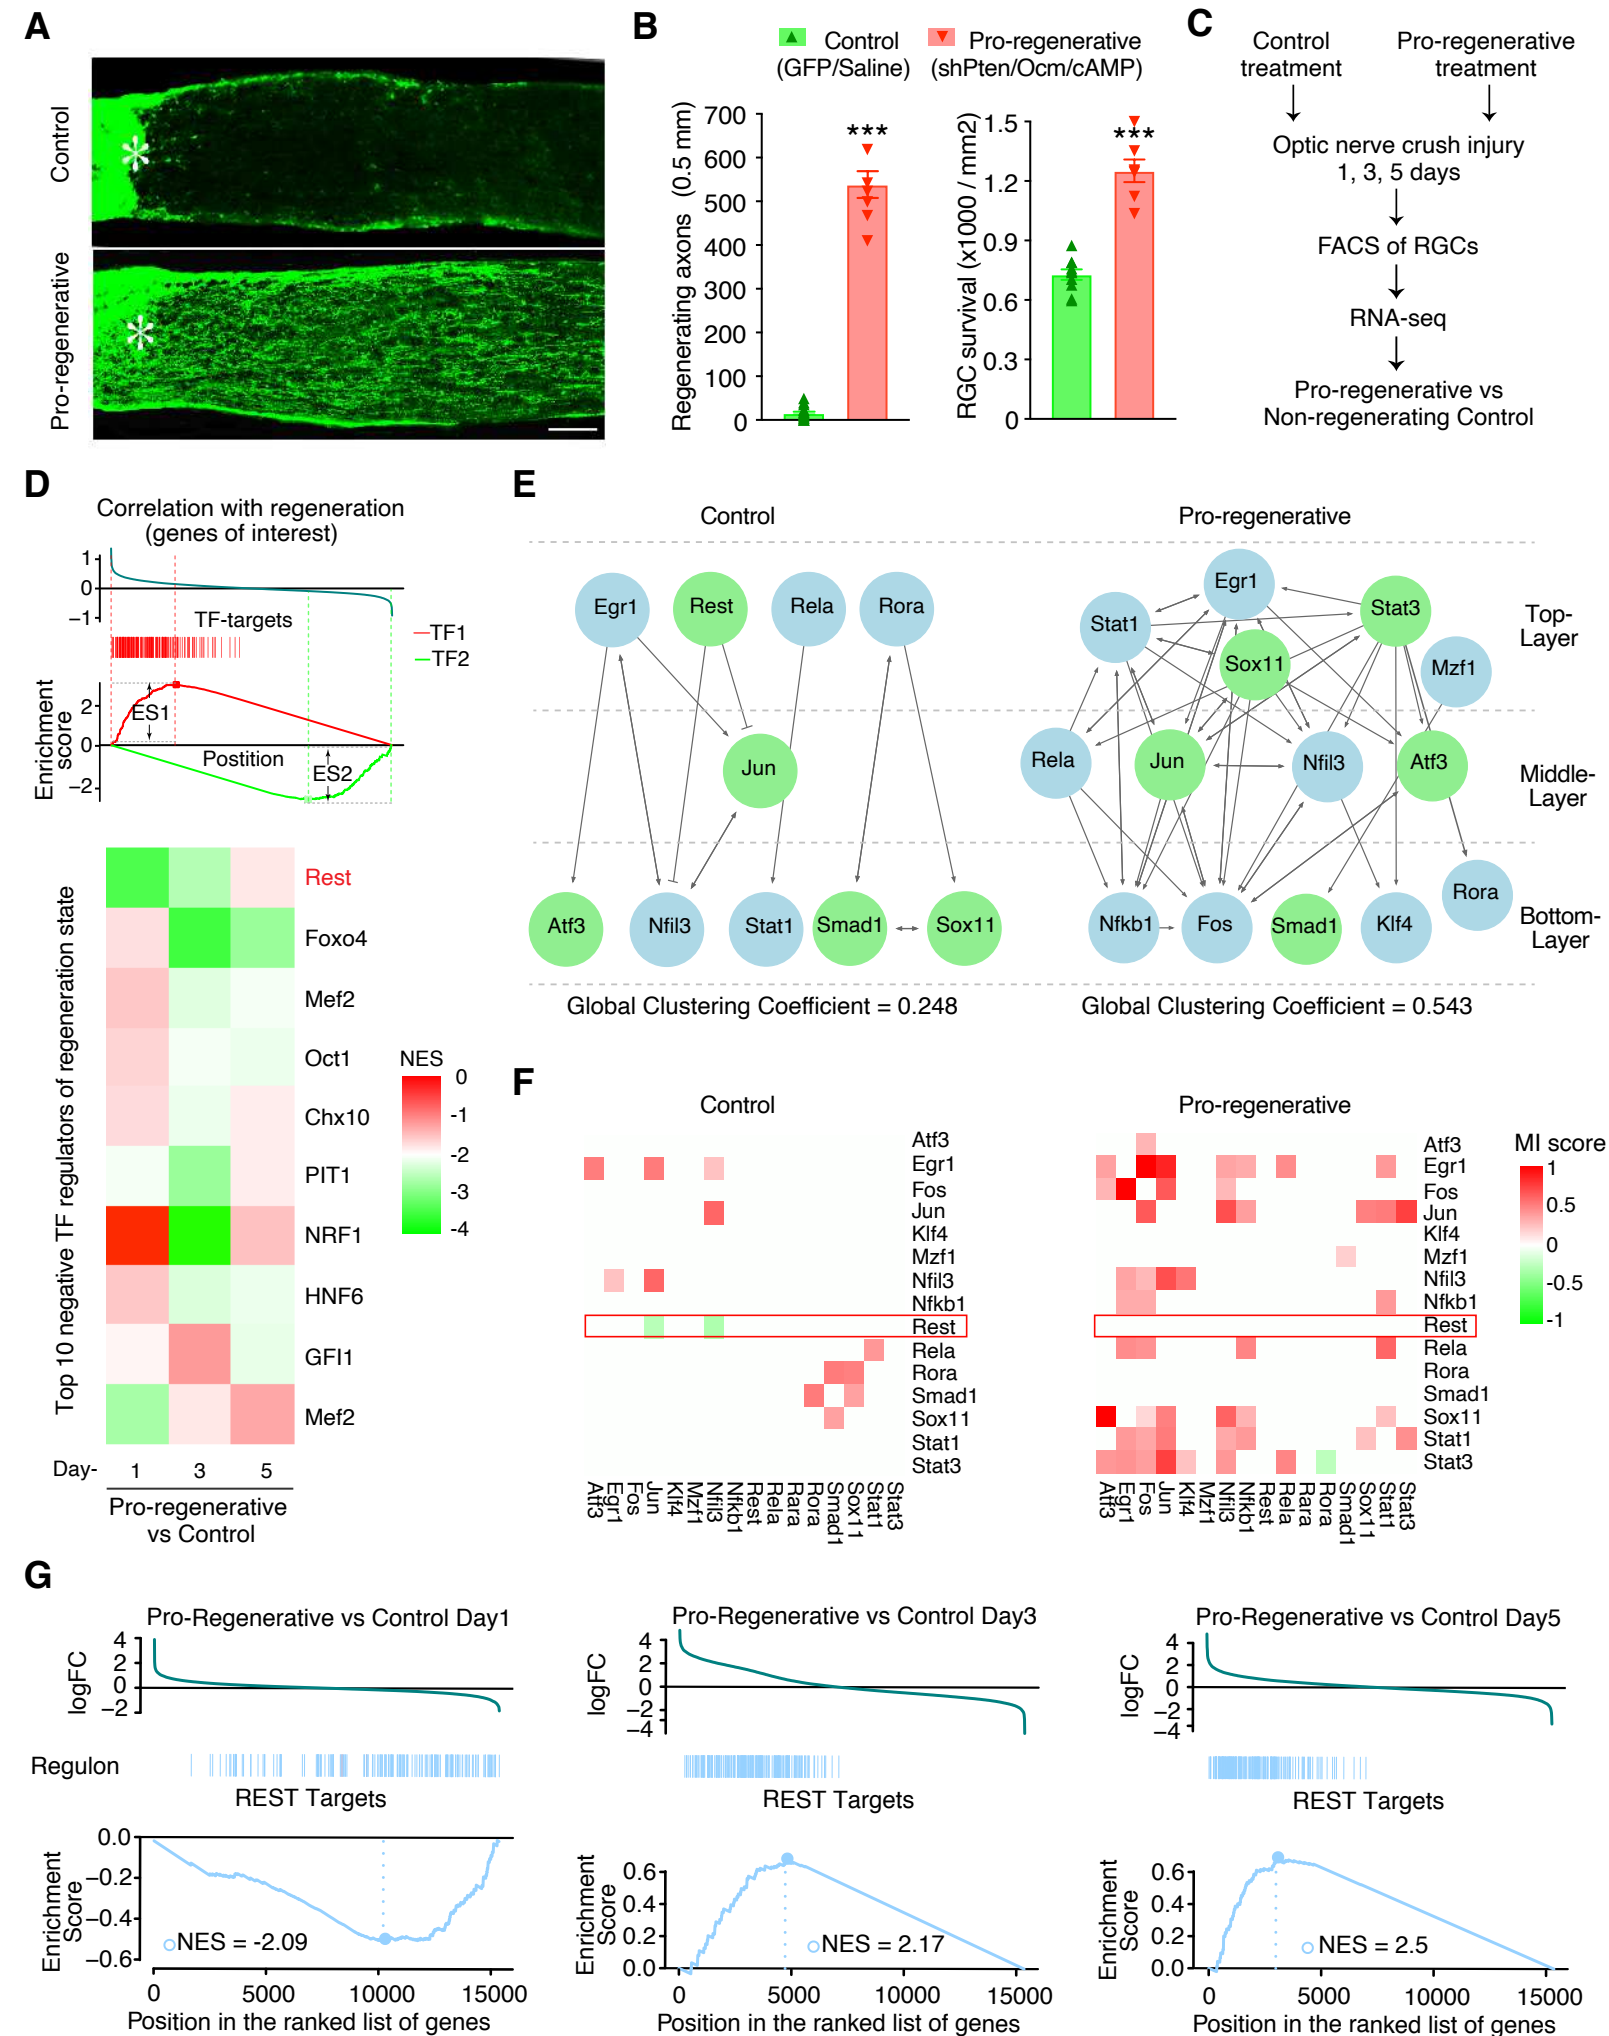 A
Control
Pro-regenerative
*
*
B
Control
(GFP/Saline)
Pro-regenerative
(shPten/Ocm/cAMP)
Regenerating axons (0.5 mm)
700
600
500
400
300
200
100
0
***
RGC survival (x1000 / mm2)
1.5
1.2
0.9
0.6
0.3
0
***
C
Control
treatment
Pro-regenerative
treatment
Optic nerve crush injury
1, 3, 5 days
FACS of RGCs
RNA-seq
Pro-regenerative vs
Non-regenerating Control
D
Correlation with regeneration
(genes of interest)
1
0
−1
TF-targets
TF1
TF2
Enrichment
score
2
0
−2
ES1
Postition
ES2
Top 10 negative TF regulators of regeneration state
Rest
Foxo4
Mef2
Oct1
Chx10
PIT1
NRF1
HNF6
GFI1
Mef2
Day-
1
3
5
Pro-regenerative
vs Control
NES
0
-1
-2
-3
-4
E
Control
Pro-regenerative
Egr1
Rest
Rela
Rora
Jun
Atf3
Nfil3
Stat1
Smad1
Sox11
Egr1
Stat1
Stat3
Sox11
Mzf1
Rela
Jun
Nfil3
Atf3
Rora
Nfkb1
Fos
Smad1
Klf4
Top-
Layer
Middle-
Layer
Bottom-
Layer
Global Clustering Coefficient = 0.248
Global Clustering Coefficient = 0.543
F
Control
Atf3
Egr1
Fos
Jun
Klf4
Mzf1
Nfil3
Nfkb1
Rest
Rela
Rora
Smad1
Sox11
Stat1
Stat3
Atf3
Egr1
Fos
Jun
Klf4
Mzf1
Nfil3
Nfkb1
Rest
Rela
Rara
Rora
Smad1
Sox11
Stat1
Stat3
Pro-regenerative
Atf3
Egr1
Fos
Jun
Klf4
Mzf1
Nfil3
Nfkb1
Rest
Rela
Rora
Smad1
Sox11
Stat1
Stat3
Atf3
Egr1
Fos
Jun
Klf4
Mzf1
Nfil3
Nfkb1
Rest
Rela
Rara
Rora
Smad1
Sox11
Stat1
Stat3
MI score
1
0.5
0
-0.5
-1
G
Pro-Regenerative vs Control Day1
logFC
4
2
0
−2
Regulon
REST Targets
Enrichment
Score
0.0
−0.2
−0.4
−0.6
NES = -2.09
0
5000
10000
15000
Position in the ranked list of genes
Pro-Regenerative vs Control Day3
logFC
4
2
0
−2
−4
REST Targets
Enrichment
Score
0.6
0.4
0.2
0.0
NES = 2.17
0
5000
10000
15000
Position in the ranked list of genes
Pro-Regenerative vs Control Day5
logFC
4
2
0
−2
−4
REST Targets
Enrichment
Score
0.6
0.4
0.2
0.0
NES = 2.5
0
5000
10000
15000
Position in the ranked list of genes